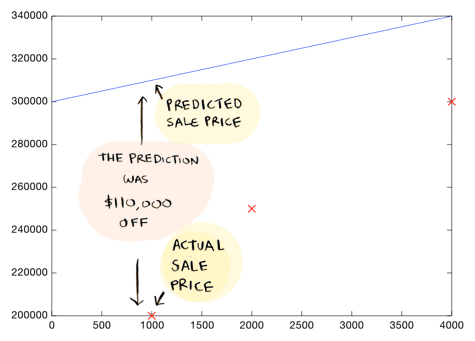 340000
320000
300000
280000
260000
240000
220000
200000
PREDICTED
SALE PRICE
THE PREDICTION
WAS
$110,000
OFF
ACTUAL
SALE
PRICE
0
500
1000
1500
2000
2500
3000
3500
4000